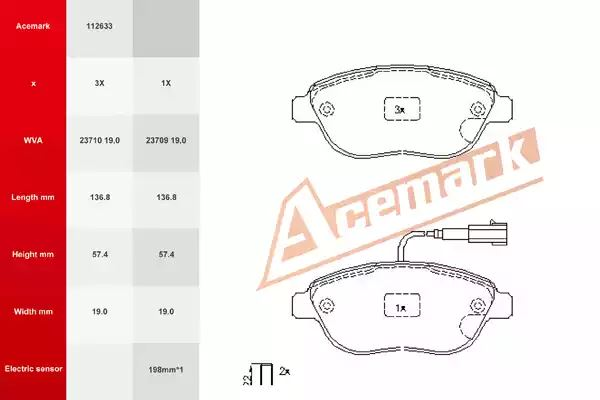 Acemark 112633
x 3X 1X
WVA 23710 19,0 23709 19,0
Length mm 136.8 136.8
Height mm 57.4 57.4
Width mm 19.0 19.0
Electric sensor 198mm*1
3x
Acemark
1x
22 2x